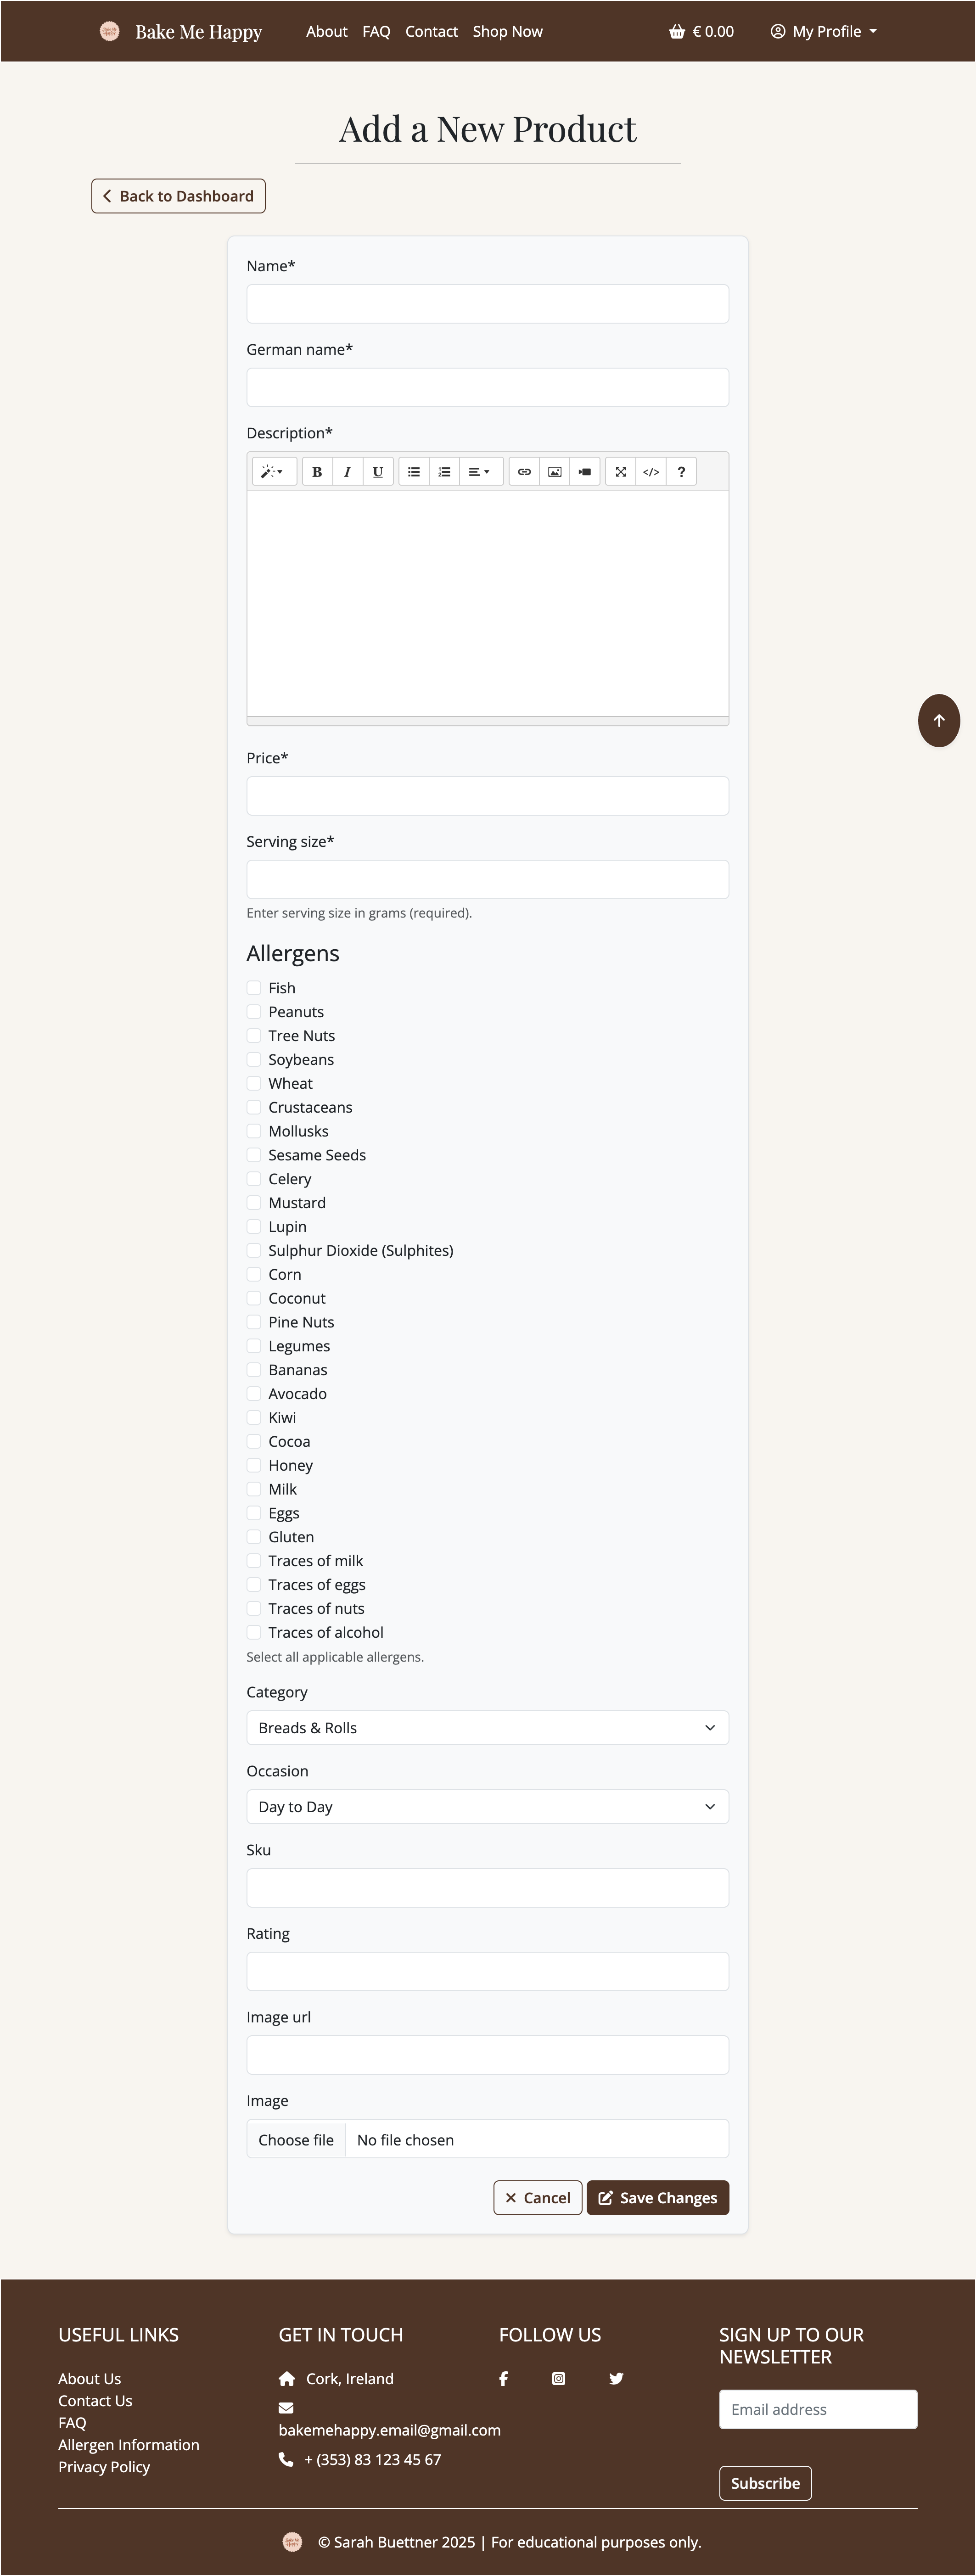 Bake Me Happy About FAQ Contact Shop Now € 0.00 My Profile
Add a New Product
Back to Dashboard
Name*
German name*
Description*
B I U </> ?
Price*
Serving size*
Enter serving size in grams (required).
Allergens
Fish
Peanuts
Tree Nuts
Soybeans
Wheat
Crustaceans
Mollusks
Sesame Seeds
Celery
Mustard
Lupin
Sulphur Dioxide (Sulphites)
Corn
Coconut
Pine Nuts
Legumes
Bananas
Avocado
Kiwi
Cocoa
Honey
Milk
Eggs
Gluten
Traces of milk
Traces of eggs
Traces of nuts
Traces of alcohol
Select all applicable allergens.
Category
Breads & Rolls
Occasion
Day to Day
Sku
Rating
Image url
Image
Choose file No file chosen
Cancel Save Changes
USEFUL LINKS
About Us
Contact Us
FAQ
Allergen Information
Privacy Policy
GET IN TOUCH
Cork, Ireland
bakemehappy.email@gmail.com
+ (353) 83 123 45 67
FOLLOW US
SIGN UP TO OUR
NEWSLETTER
Email address
Subscribe
© Sarah Buettner 2025 | For educational purposes only.